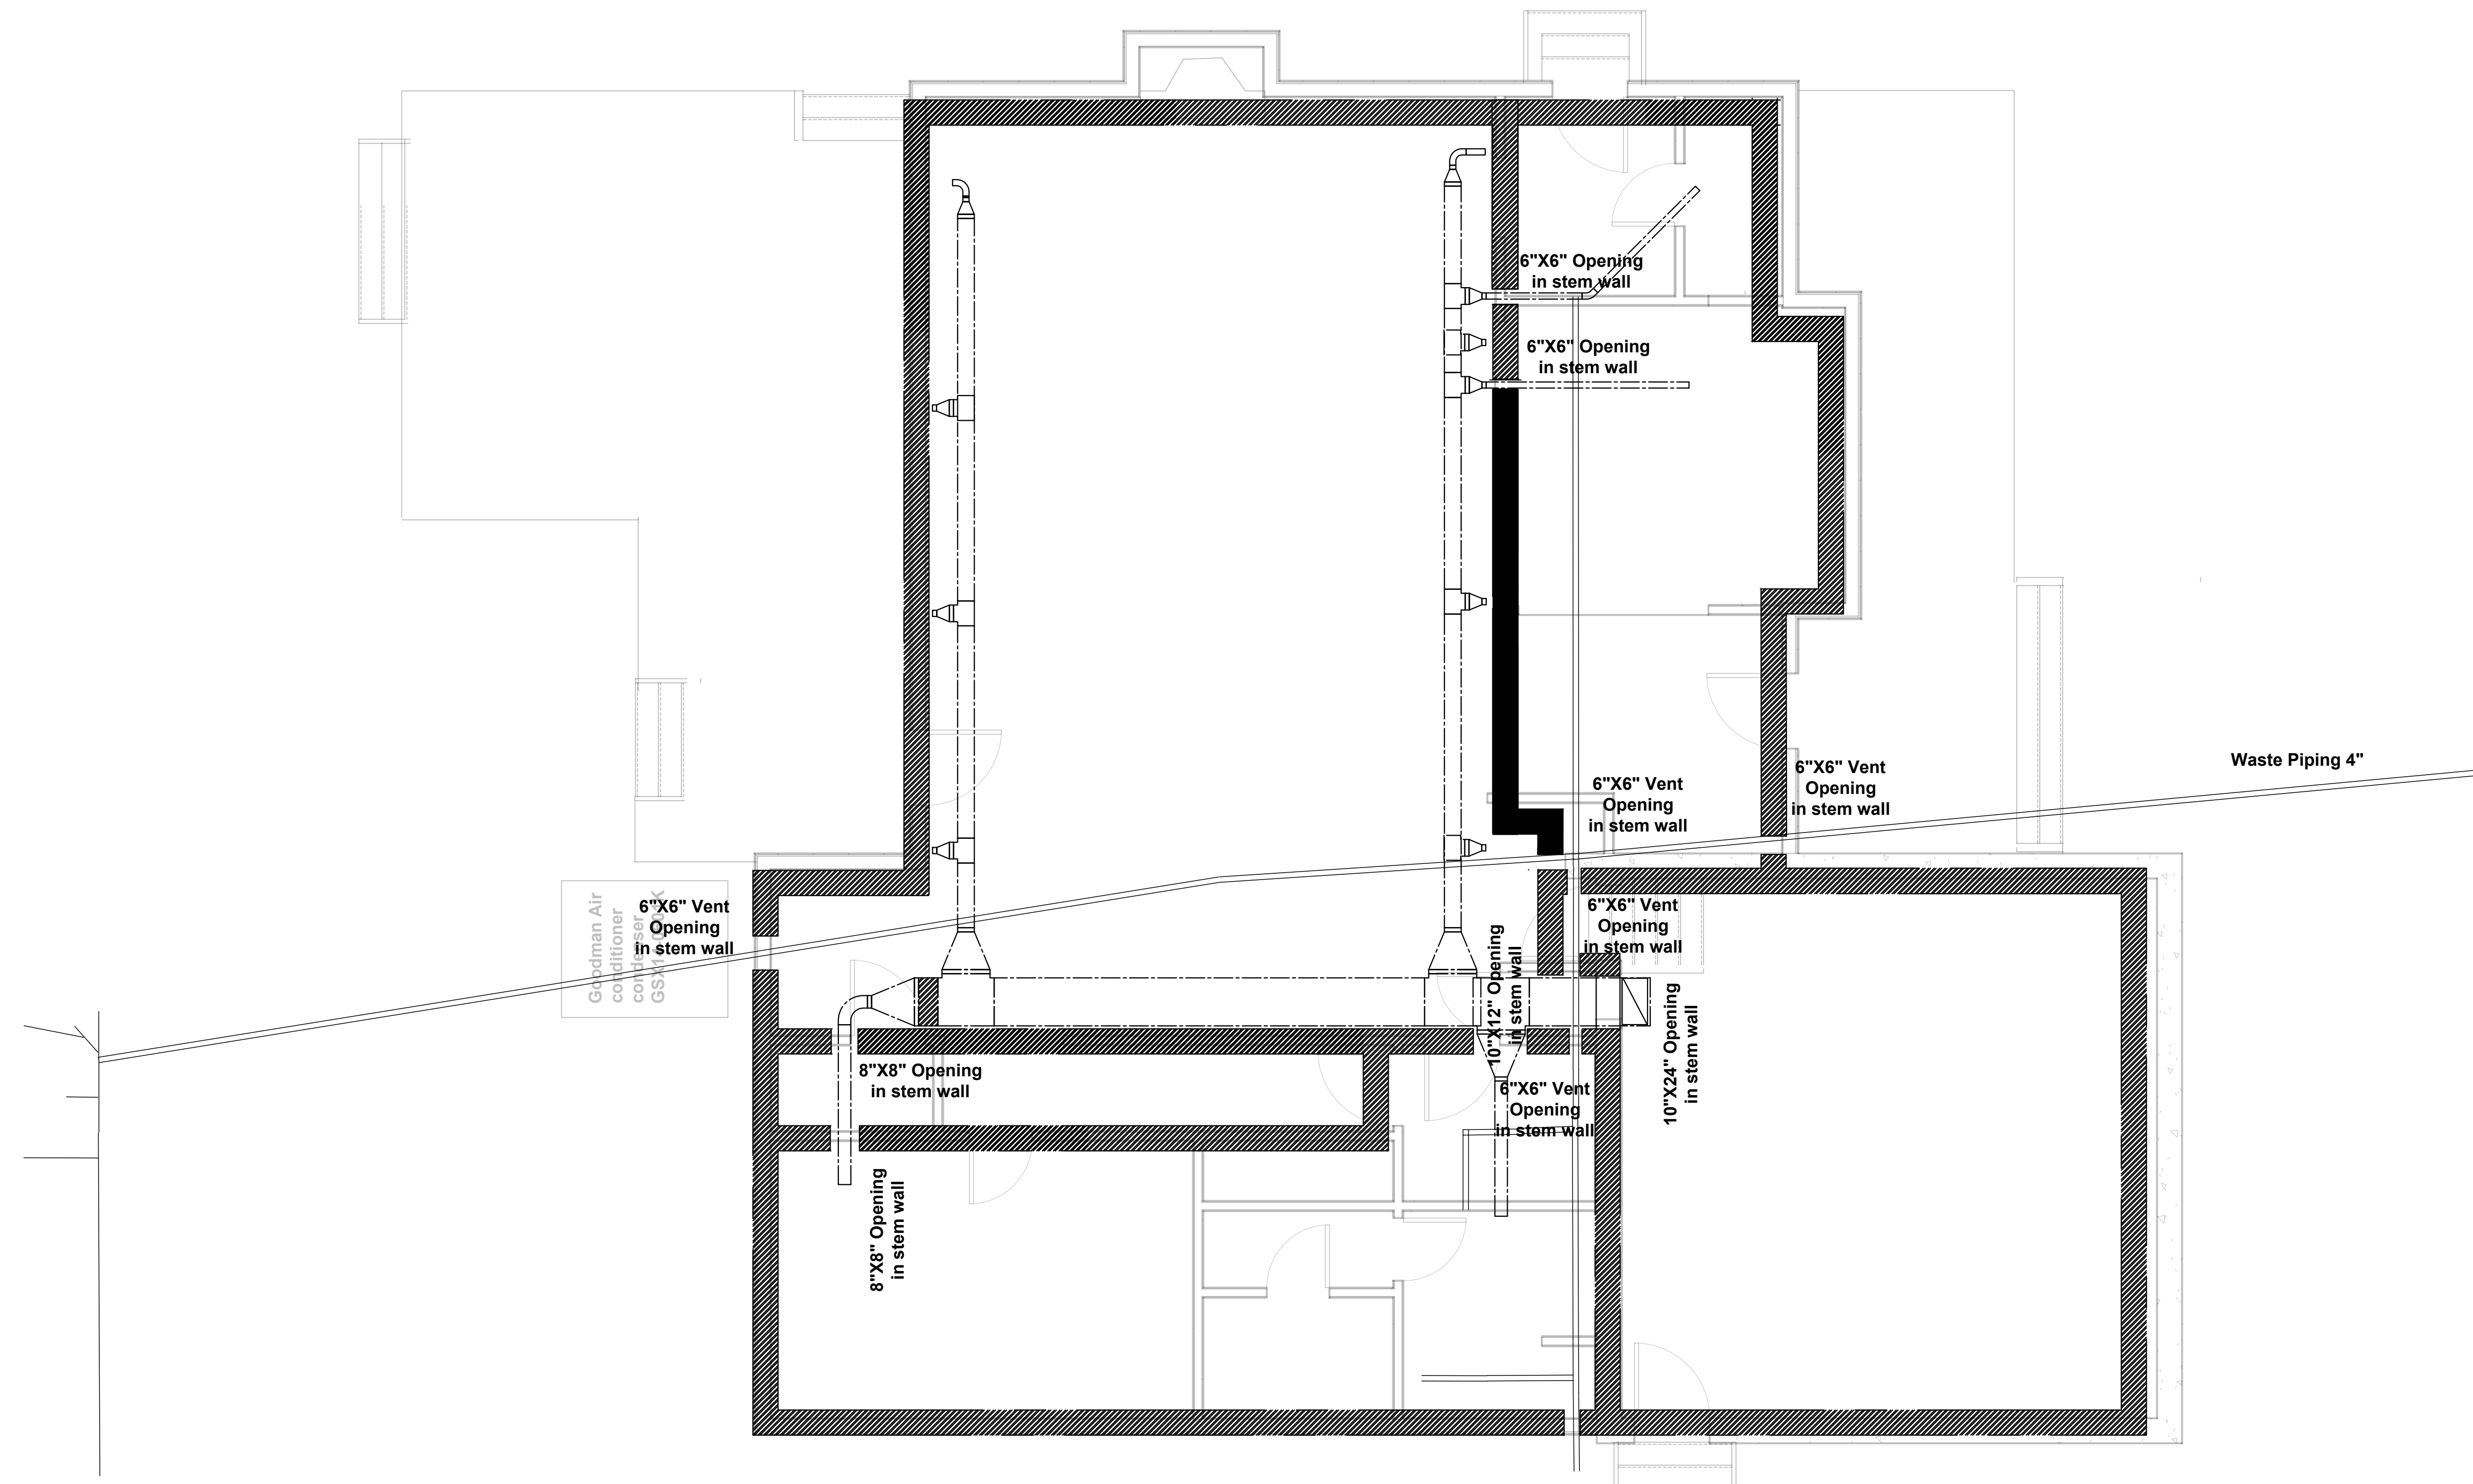 6"X6" Opening
in stem wall
6"X6" Opening
in stem wall
Waste Piping 4"
6"X6" Vent
Opening
in stem wall
6"X6" Vent
Opening
in stem wall
Goodman Air
conditioner
condenser
6"X6" Vent
Opening
in stem wall
6"X6" Vent
Opening
in stem wall
10"X12" Opening
in stem wall
10"X24" Opening
in stem wall
8"X8" Opening
in stem wall
6"X6" Vent
Opening
in stem wall
8"X8" Opening
in stem wall